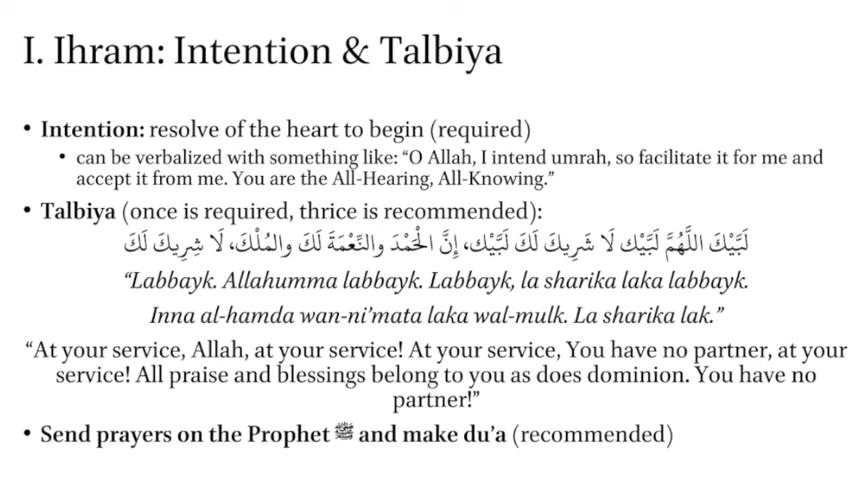 I. Ihram: Intention & Talbiya
• Intention: resolve of the heart to begin (required)
• can be verbalized with something like: “O Allah, I intend umrah, so facilitate it for me and
accept it from me. You are the All-Hearing, All-Knowing.”
• Talbiya (once is required, thrice is recommended):
لَبَّيْكَ اللَّهُمَّ لَبَّيْك لَا شَرِيكَ لَكَ لَبَّيْك، إِنَّ الْحَمْدَ والنِّعْمَةَ لَكَ والمُلْكَ، لَا شَرِيكَ لَكَ
“Labbayk. Allahumma labbayk. Labbayk, la sharika laka labbayk.
Inna al-hamda wan-ni’mata laka wal-mulk. La sharika lak.”
“At your service, Allah, at your service! At your service, You have no partner, at your
service! All praise and blessings belong to you as does dominion. You have no
partner!”
• Send prayers on the Prophet ﷺ and make du’a (recommended)